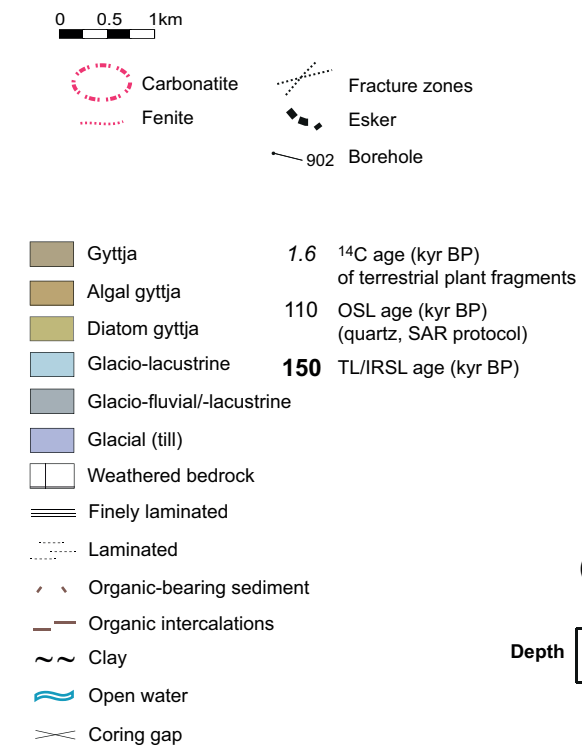 0 0.5 1km
Carbonatite
Fenite
Fracture zones
Esker
902 Borehole
Gyttja
Algal gyttja
Diatom gyttja
Glacio-lacustrine
Glacio-fluvial/-lacustrine
Glacial (till)
Weathered bedrock
Finely laminated
Laminated
Organic-bearing sediment
Organic intercalations
Clay
Open water
Coring gap
1.6 14C age (kyr BP)
of terrestrial plant fragments
110 OSL age (kyr BP)
(quartz, SAR protocol)
150 TL/IRSL age (kyr BP)
Depth